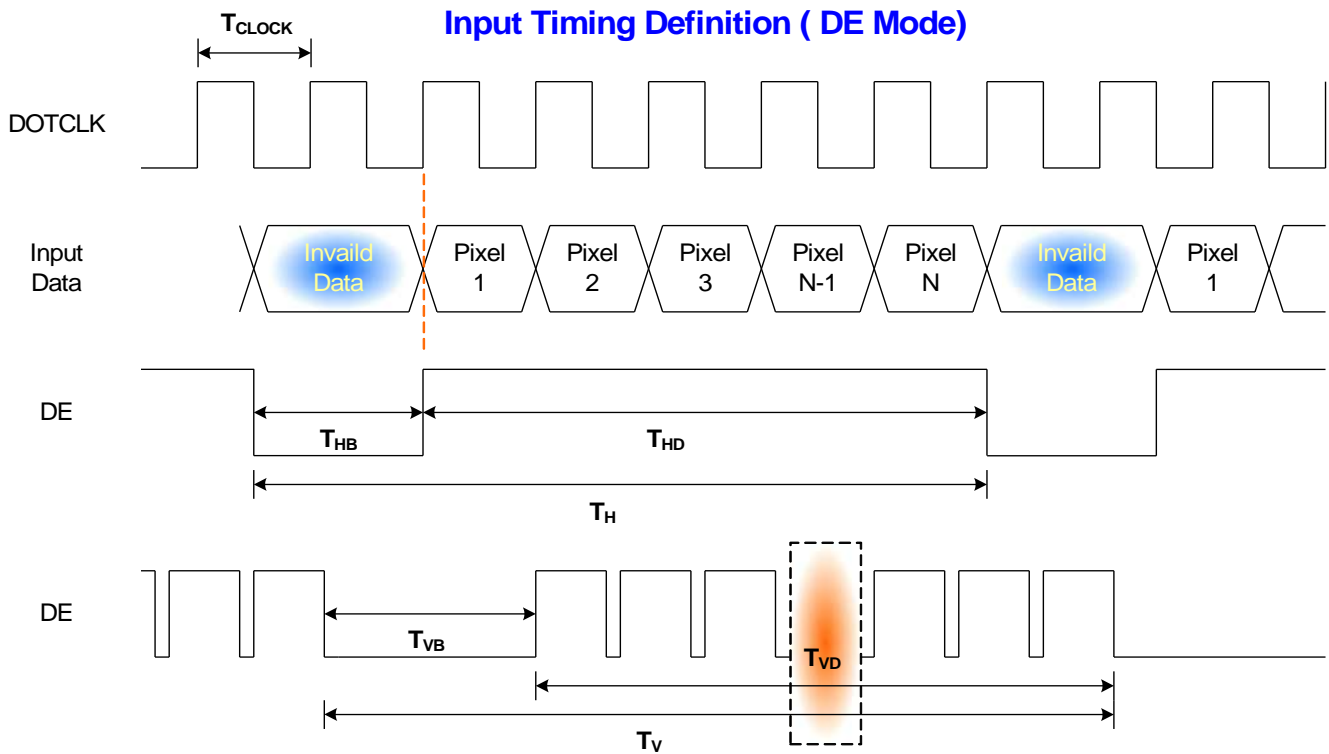 Input Timing Definition ( DE Mode)
TCLOCK
DOTCLK
Input
Data
Invaild
Data
Pixel
1
Pixel
2
Pixel
3
Pixel
N-1
Pixel
N
Invaild
Data
Pixel
1
DE
THB
THD
TH
DE
TVB
TVD
TV